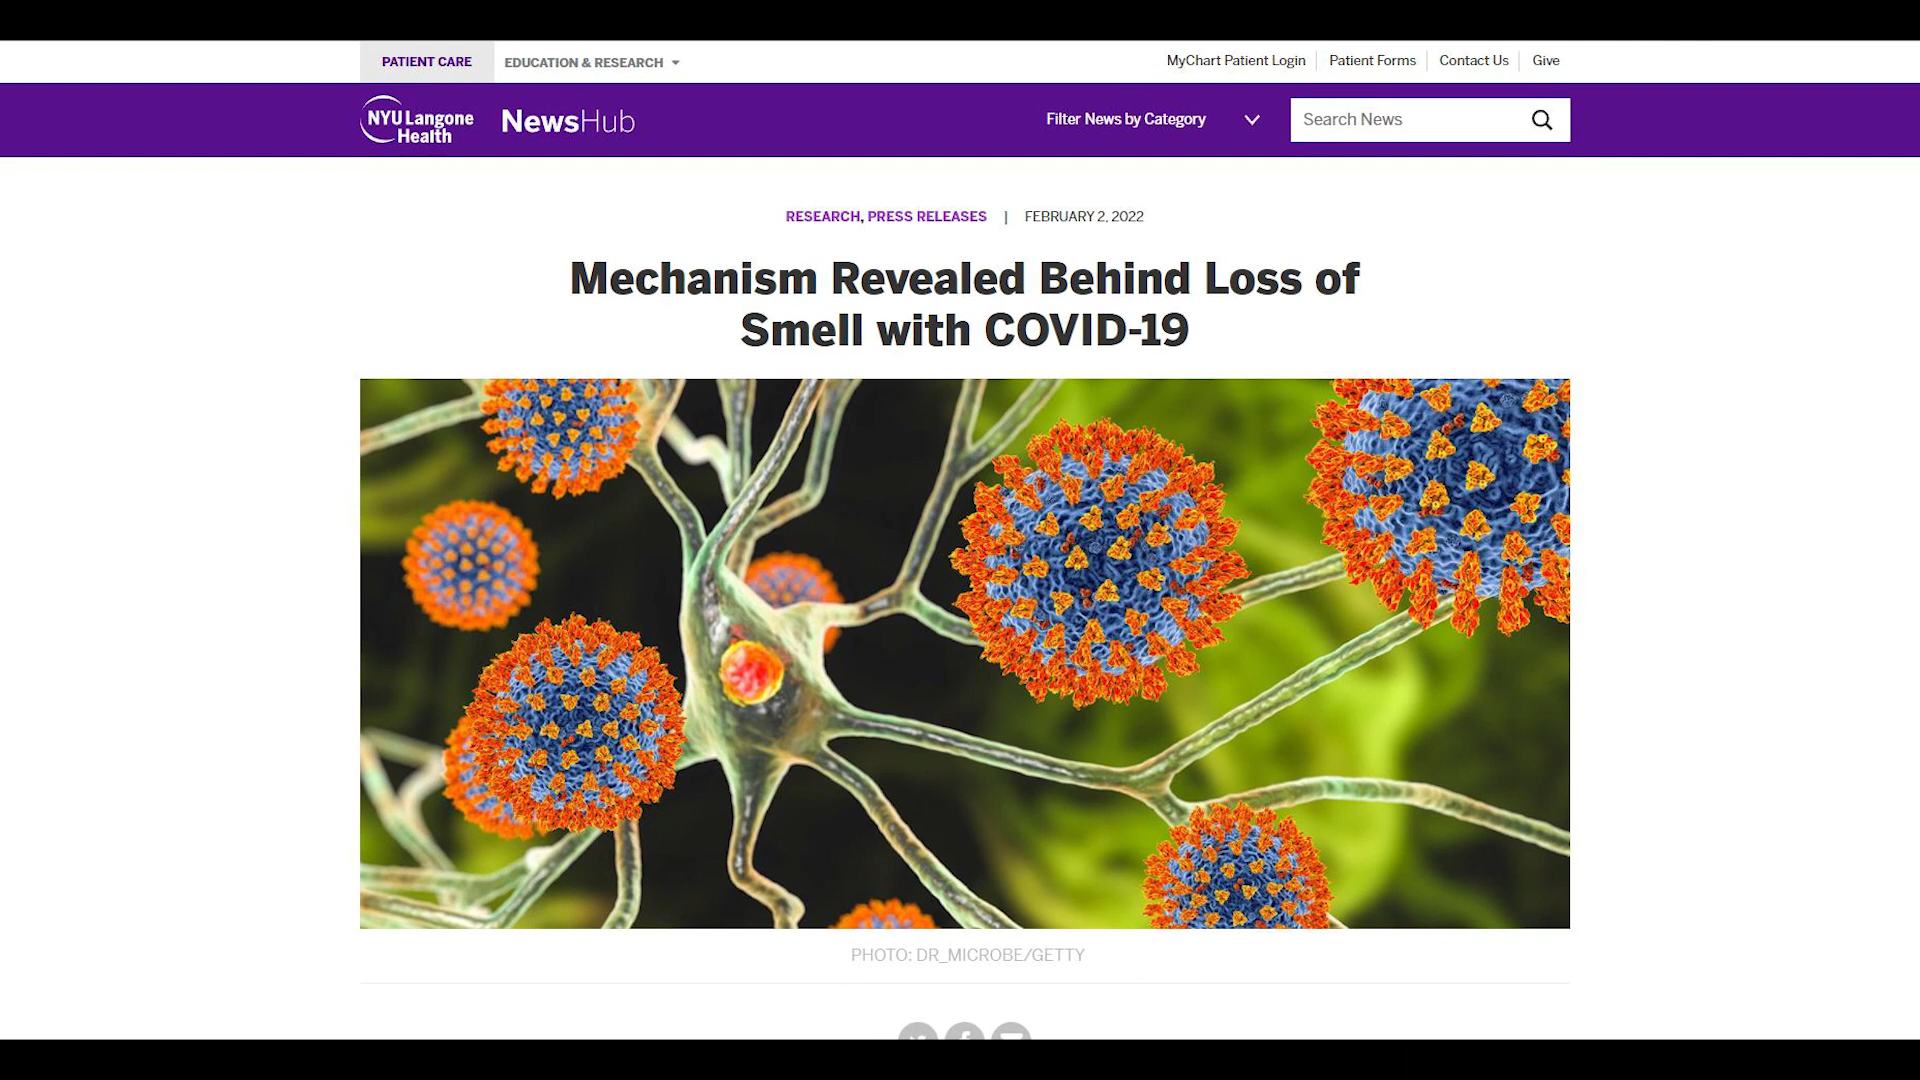 PATIENT CARE
EDUCATION & RESEARCH
MyChart Patient Login
Patient Forms
Contact Us
Give
NYU Langone
Health
NewsHub
Filter News by Category
Search News
RESEARCH, PRESS RELEASES | FEBRUARY 2, 2022
Mechanism Revealed Behind Loss of
Smell with COVID-19
PHOTO: DR_MICROBE/GETTY